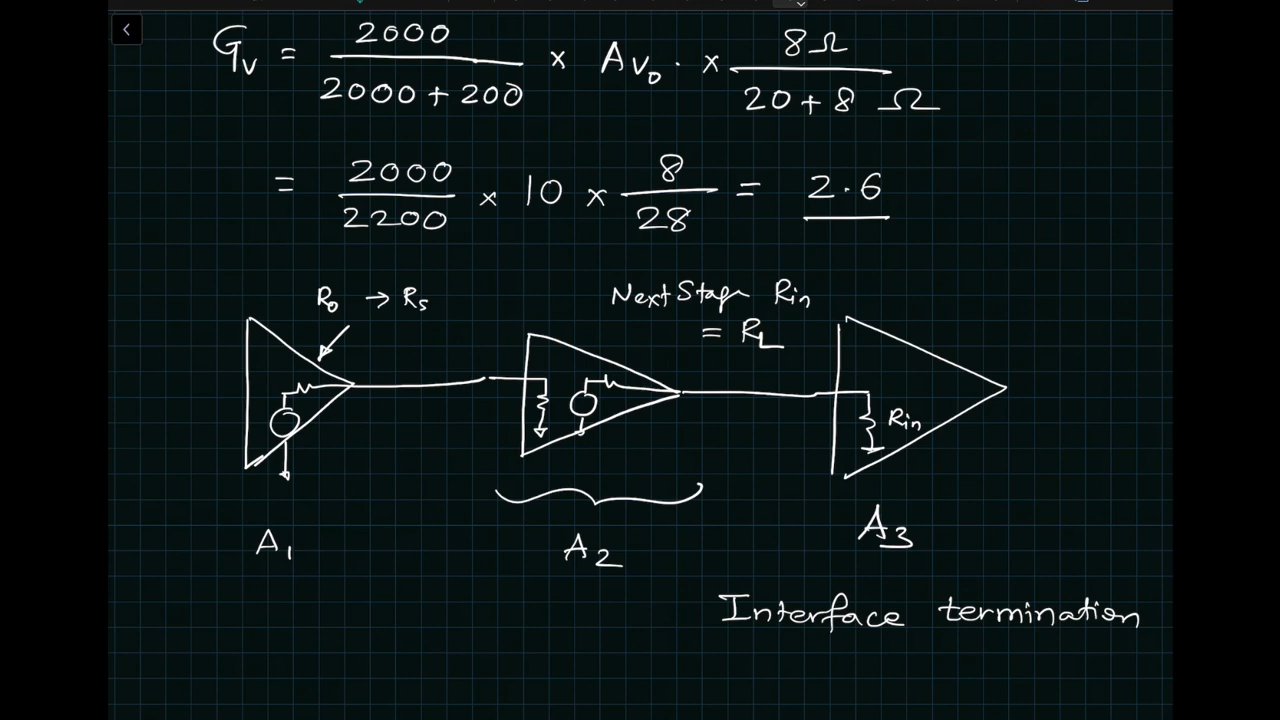 Gv = 2000 / 2000 + 200 × Av₀ · × 8Ω / 20 + 8 Ω
= 2000 / 2200 × 10 × 8 / 28 = 2.6
R₀ → Rs
Next Stage Rin
= RL
Rin
A1
A2
A3
Interface termination